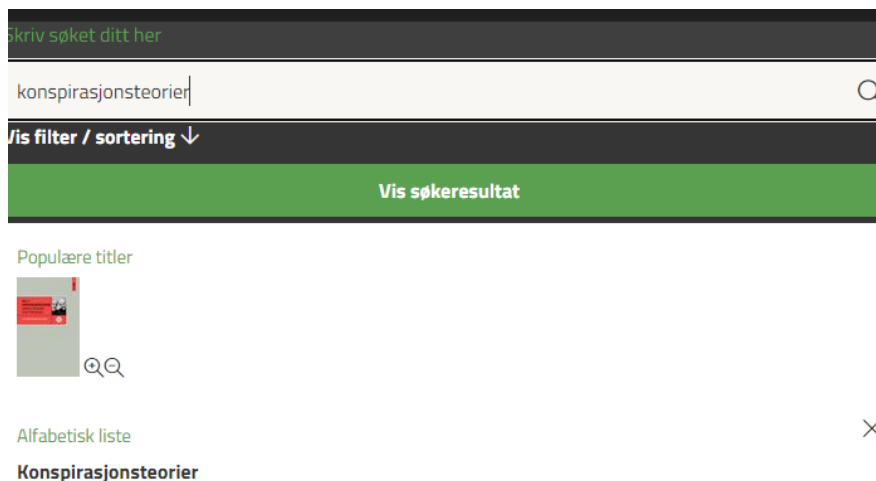 Skriv søket ditt her
konspirasjonsteorier
Vis filter / sortering ↓
Vis søkeresultat
Populære titler
Alfabetisk liste
Konspirasjonsteorier